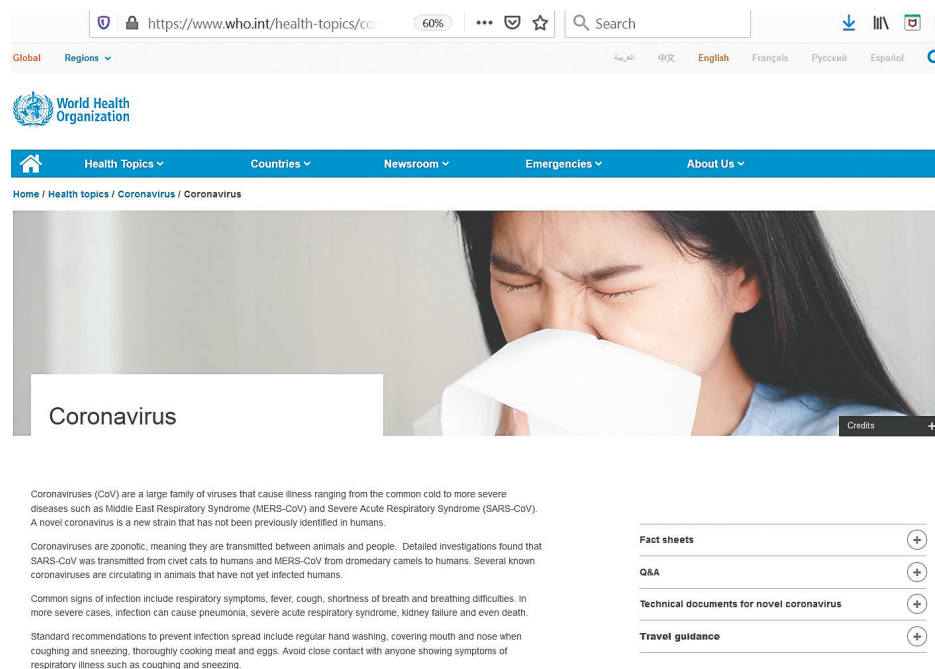 https://www.who.int/health-topics/co
60%
Search
Global Regions
العربية 中文 English Français Русский Español
World Health
Organization
Health Topics Countries Newsroom Emergencies About Us
Home / Health topics / Coronavirus / Coronavirus
Coronavirus
Credits +
Coronaviruses (CoV) are a large family of viruses that cause illness ranging from the common cold to more severe
diseases such as Middle East Respiratory Syndrome (MERS-CoV) and Severe Acute Respiratory Syndrome (SARS-CoV).
A novel coronavirus is a new strain that has not been previously identified in humans.
Coronaviruses are zoonotic, meaning they are transmitted between animals and people. Detailed investigations found that
SARS-CoV was transmitted from civet cats to humans and MERS-CoV from dromedary camels to humans. Several known
coronaviruses are circulating in animals that have not yet infected humans.
Common signs of infection include respiratory symptoms, fever, cough, shortness of breath and breathing difficulties. In
more severe cases, infection can cause pneumonia, severe acute respiratory syndrome, kidney failure and even death.
Standard recommendations to prevent infection spread include regular hand washing, covering mouth and nose when
coughing and sneezing, thoroughly cooking meat and eggs. Avoid close contact with anyone showing symptoms of
respiratory illness such as coughing and sneezing.
Fact sheets
Q&A
Technical documents for novel coronavirus
Travel guidance